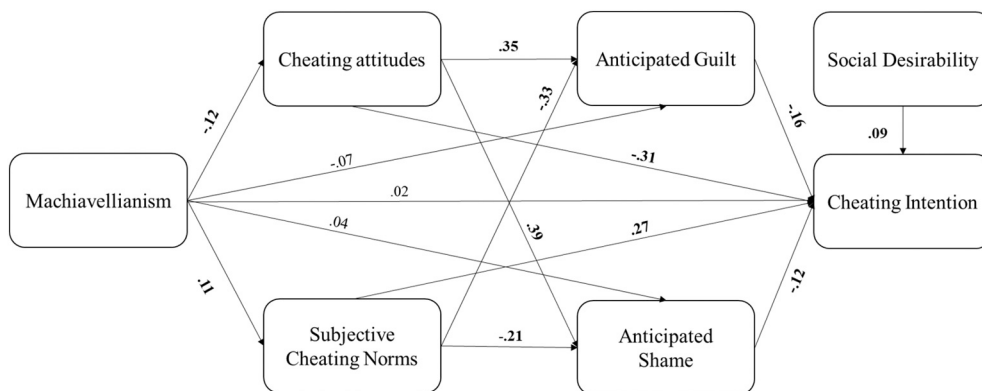 Cheating attitudes
.35
Anticipated Guilt
Social Desirability
-.12
-.33
-.16
.09
-.07
-.31
Machiavellianism
.02
Cheating Intention
.04
.39
.27
.11
-.12
Subjective
Cheating Norms
-.21
Anticipated
Shame